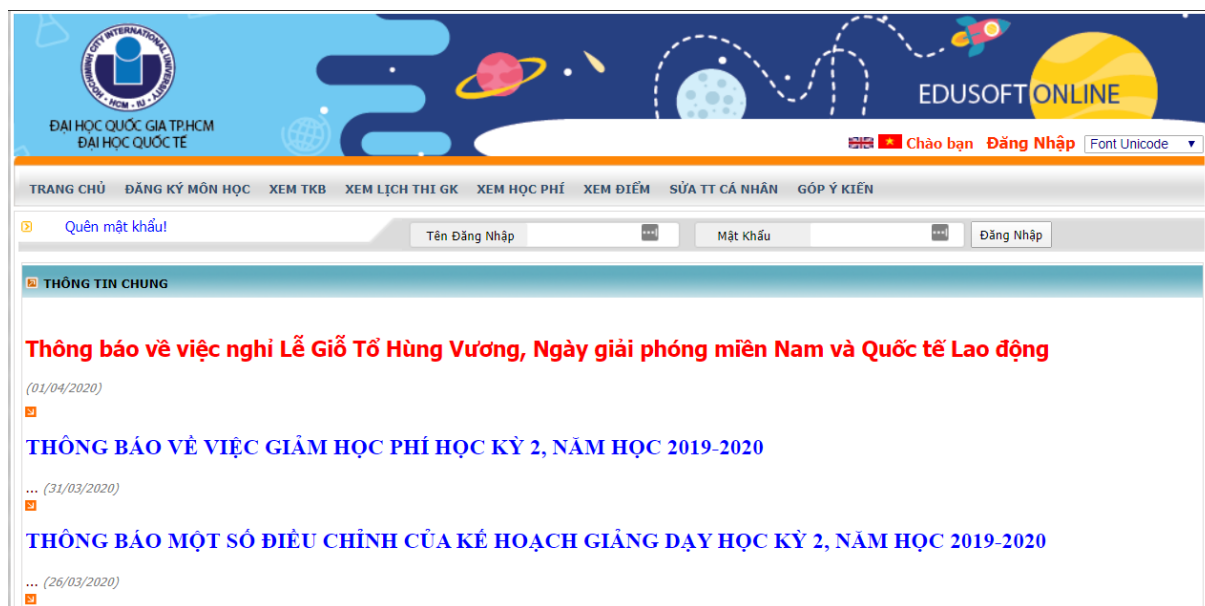 HOCHIMINH CITY INTERNATIONAL UNIVERSITY
HCM - IU
ĐẠI HỌC QUỐC GIA TP.HCM
ĐẠI HỌC QUỐC TẾ
EDUSOFT ONLINE
Chào bạn Đăng Nhập Font Unicode
TRANG CHỦ ĐĂNG KÝ MÔN HỌC XEM TKB XEM LỊCH THI GK XEM HỌC PHÍ XEM ĐIỂM SỬA TT CÁ NHÂN GÓP Ý KIẾN
Quên mật khẩu! Tên Đăng Nhập Mật Khẩu Đăng Nhập
THÔNG TIN CHUNG
Thông báo về việc nghỉ Lễ Giỗ Tổ Hùng Vương, Ngày giải phóng miền Nam và Quốc tế Lao động
(01/04/2020)
THÔNG BÁO VỀ VIỆC GIẢM HỌC PHÍ HỌC KỲ 2, NĂM HỌC 2019-2020
... (31/03/2020)
THÔNG BÁO MỘT SỐ ĐIỀU CHỈNH CỦA KẾ HOẠCH GIẢNG DẠY HỌC KỲ 2, NĂM HỌC 2019-2020
... (26/03/2020)